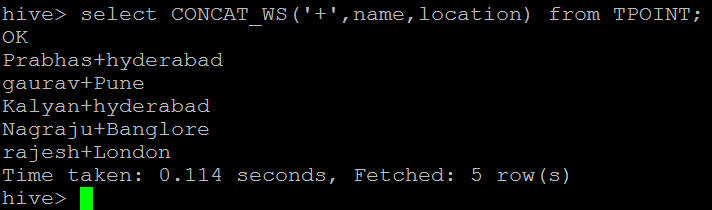 hive> select CONCAT_WS('+',name,location) from TPOINT;
OK
Prabhas+hyderabad
gaurav+Pune
Kalyan+hyderabad
Nagraju+Banglore
rajesh+London
Time taken: 0.114 seconds, Fetched: 5 row(s)
hive>